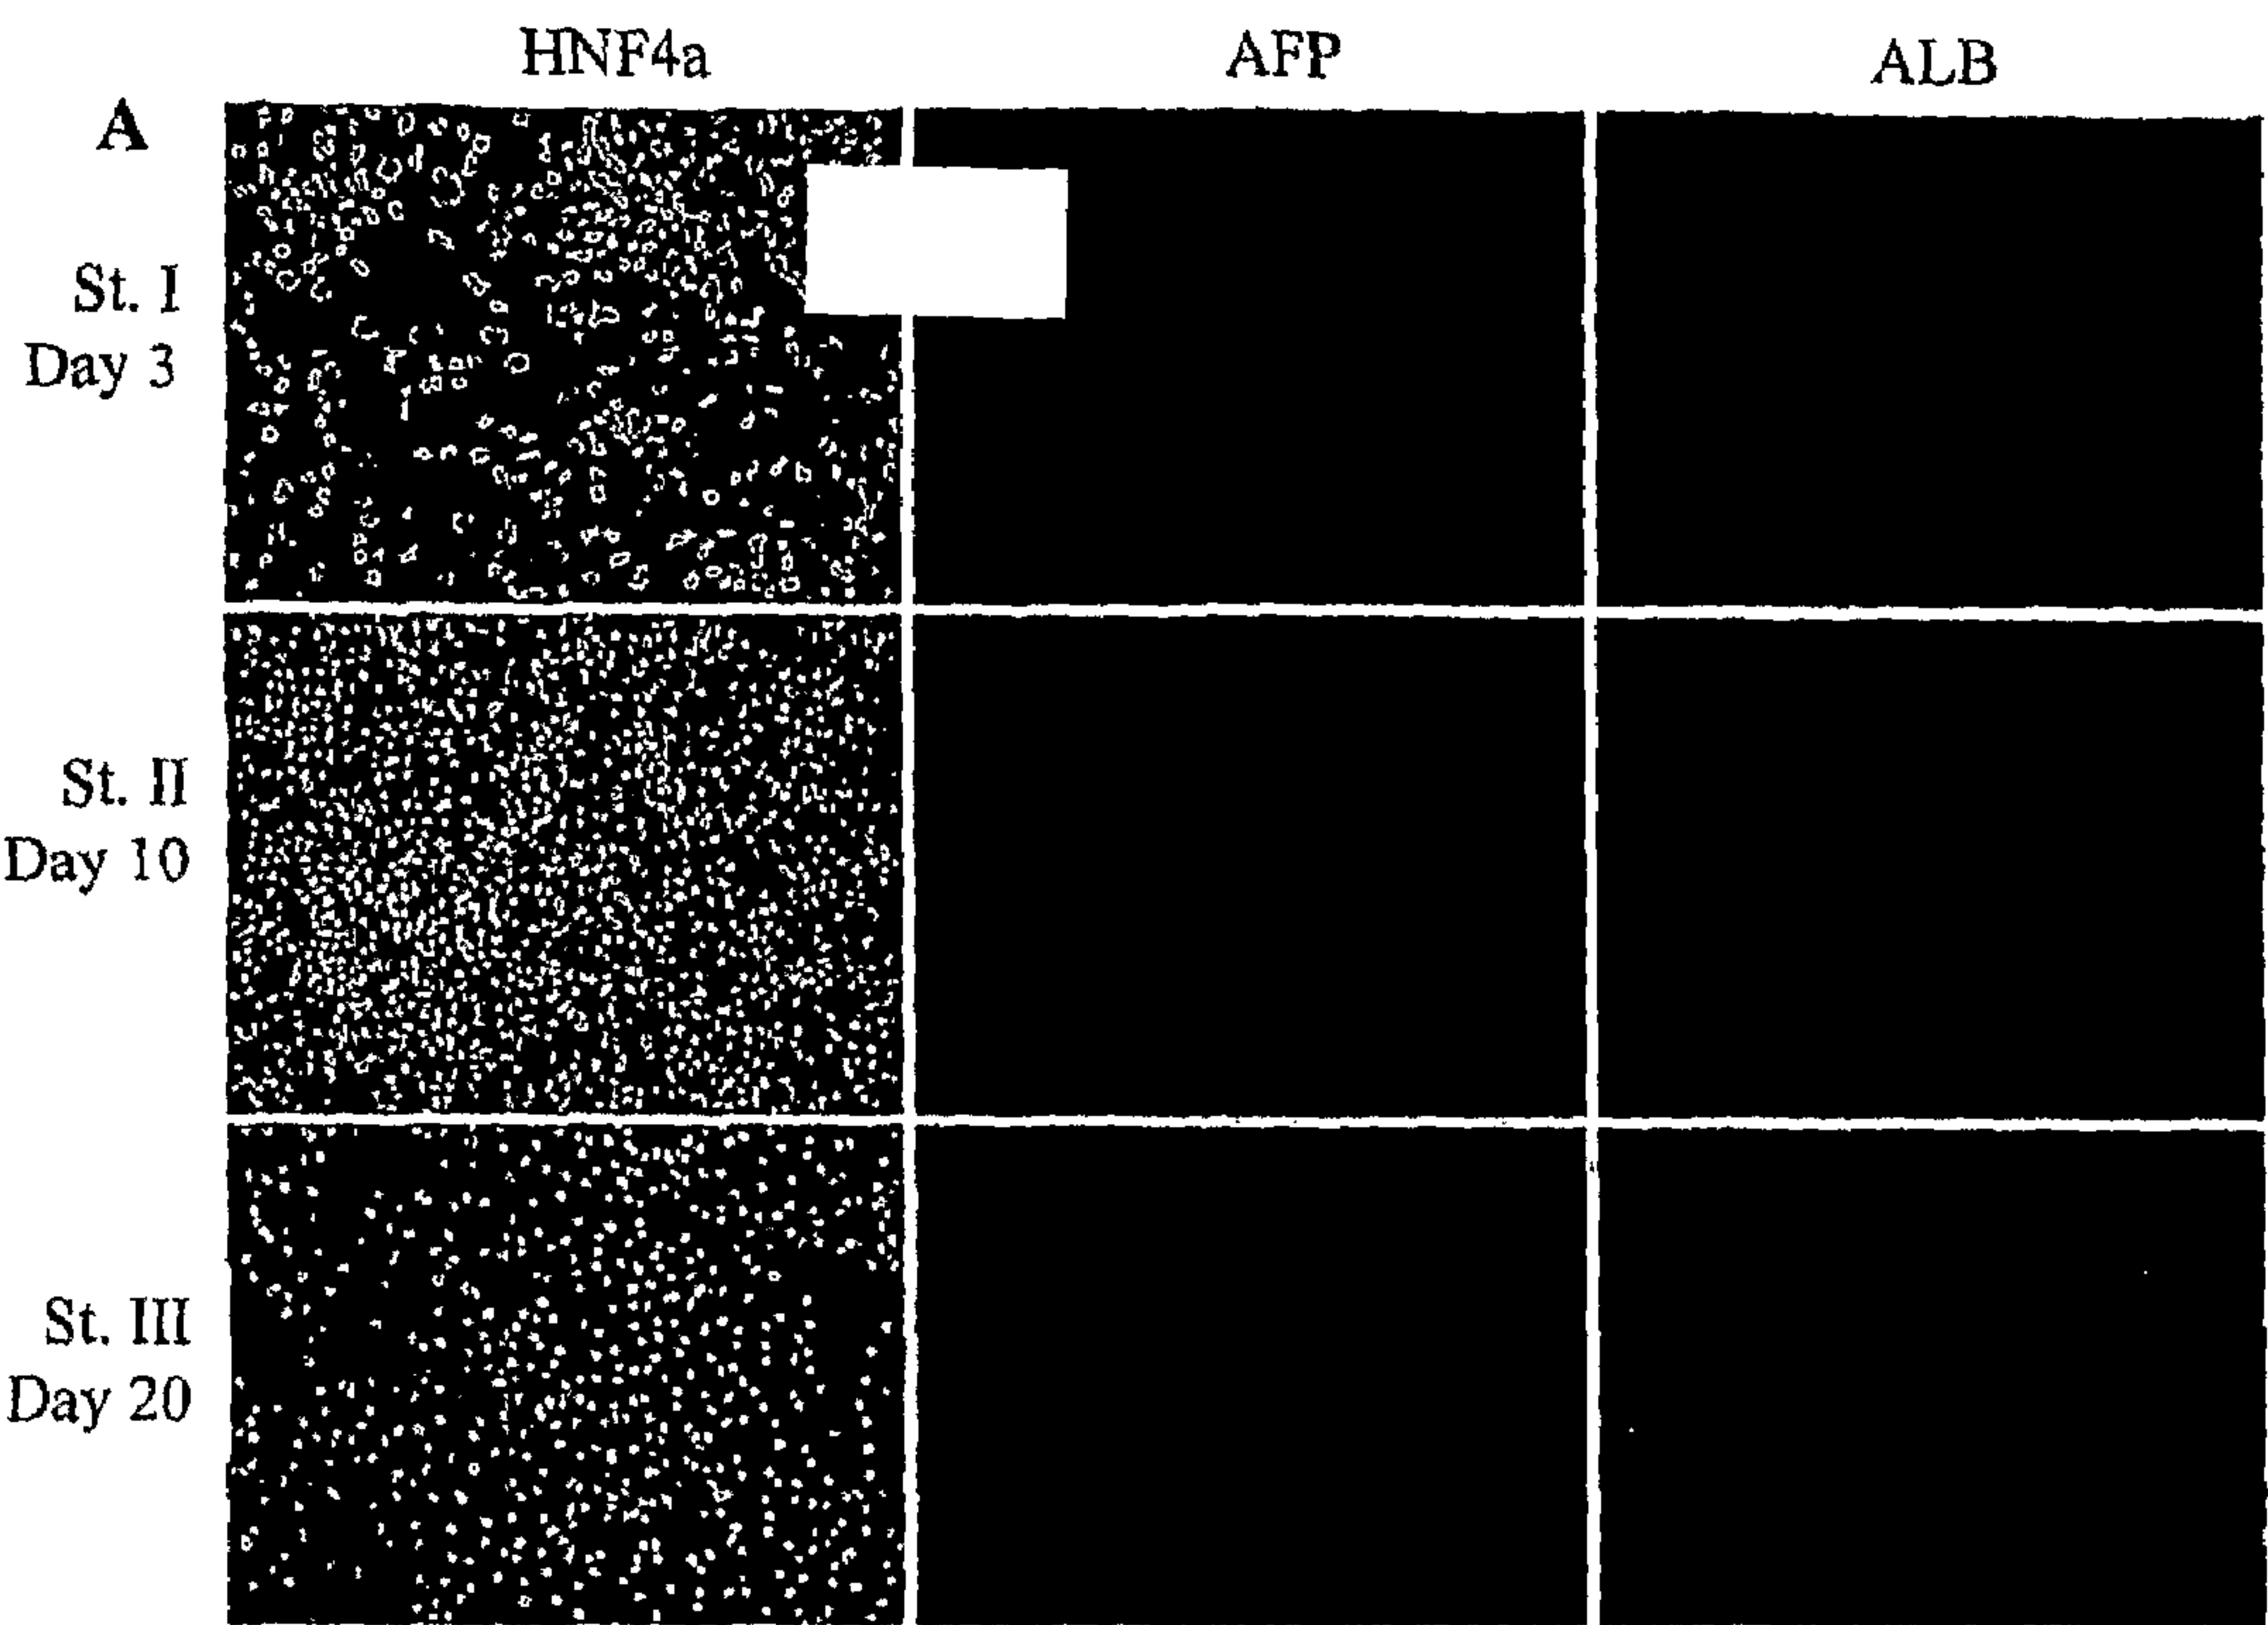 HNF4a AFP ALB
A
St. I
Day 3
St. II
Day 10
St. III
Day 20